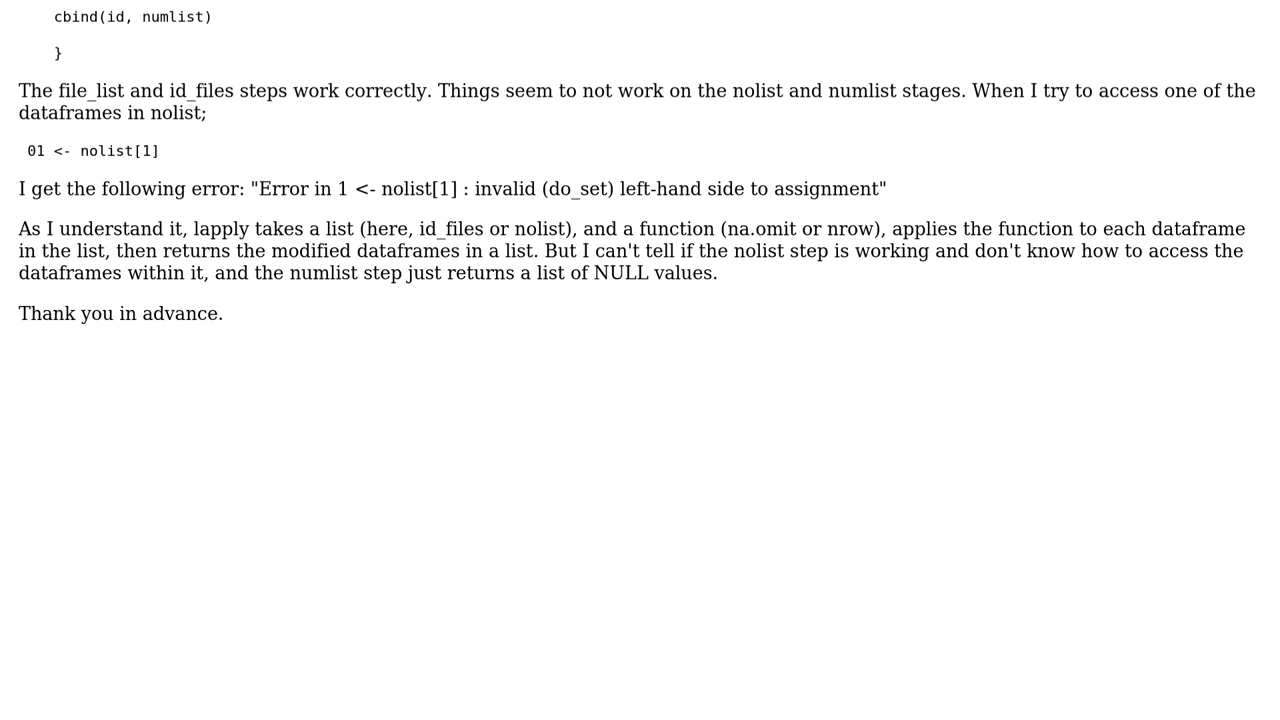 cbind(id, numlist)
}
The file_list and id_files steps work correctly. Things seem to not work on the nolist and numlist stages. When I try to access one of the
dataframes in nolist;
01 <- nolist[1]
I get the following error: "Error in 1 <- nolist[1] : invalid (do_set) left-hand side to assignment"
As I understand it, lapply takes a list (here, id_files or nolist), and a function (na.omit or nrow), applies the function to each dataframe
in the list, then returns the modified dataframes in a list. But I can't tell if the nolist step is working and don't know how to access the
dataframes within it, and the numlist step just returns a list of NULL values.
Thank you in advance.